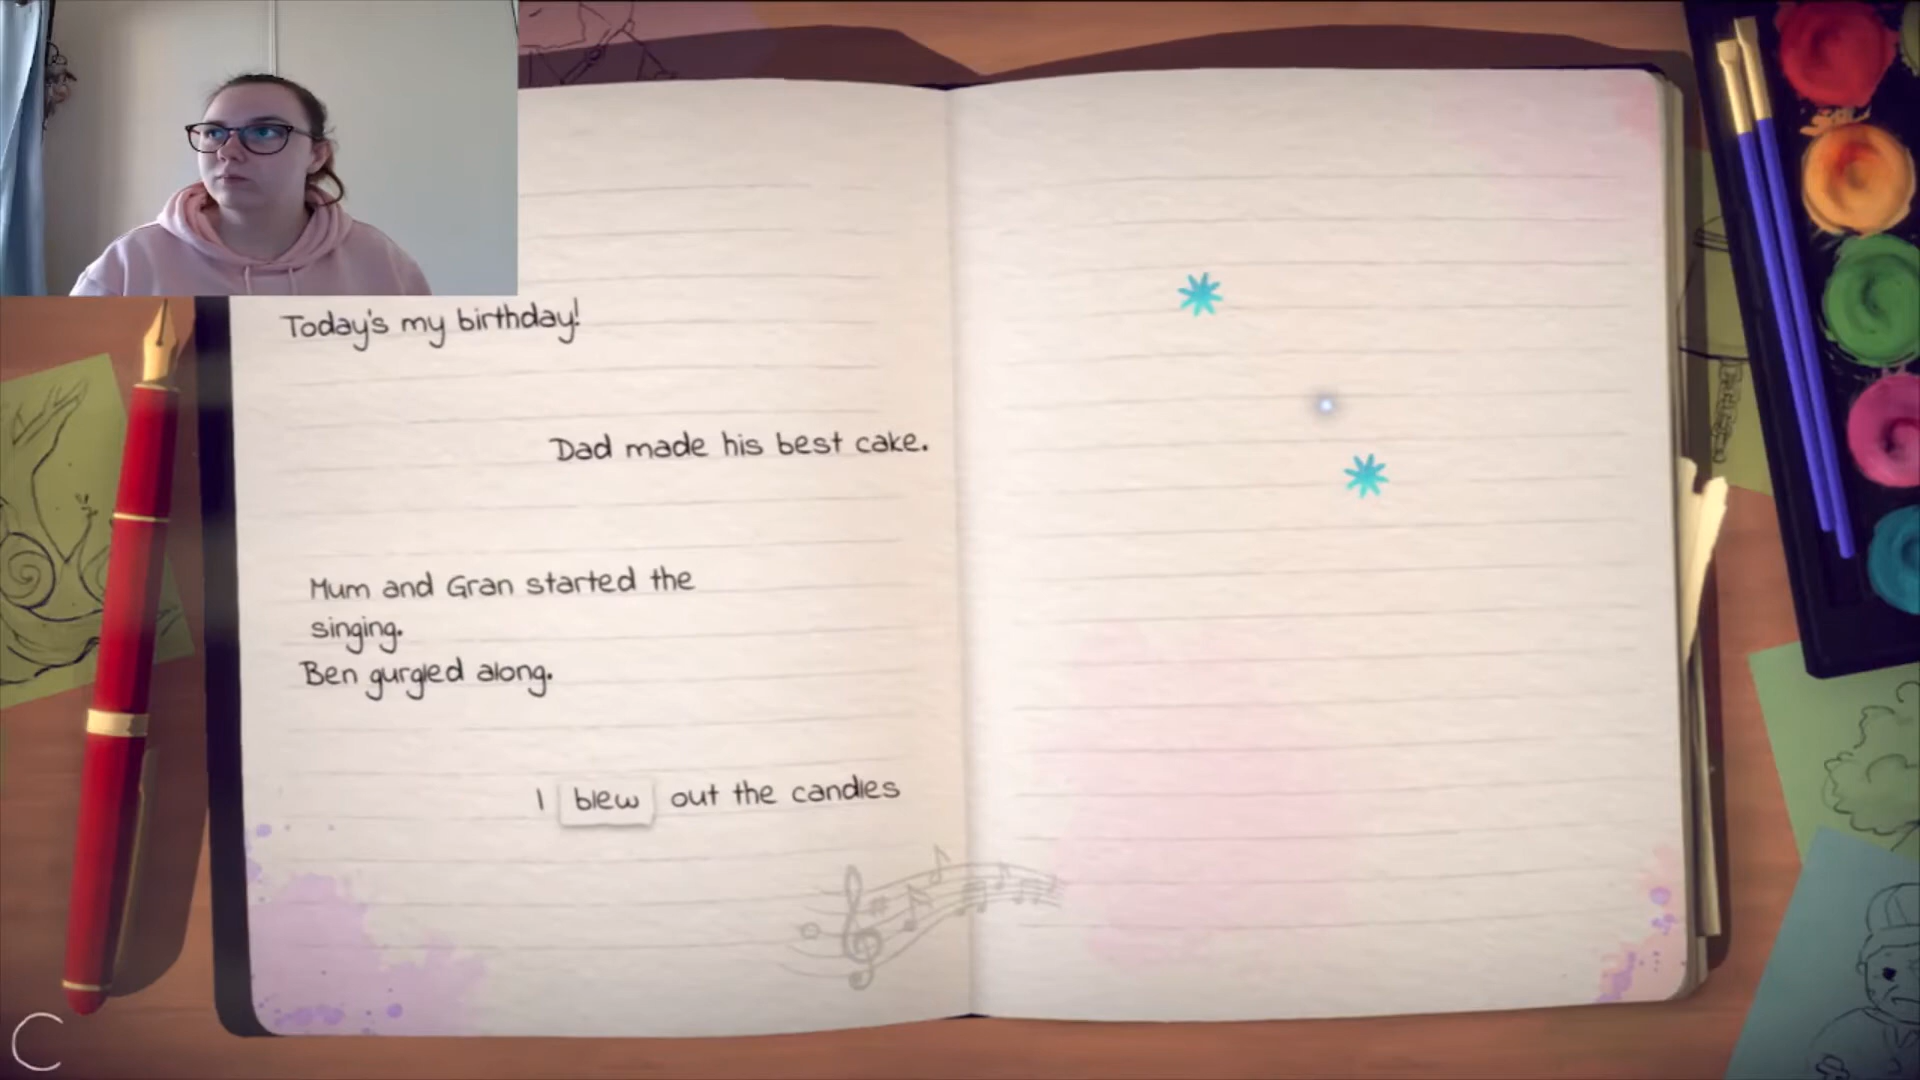 Today's my birthday!
Dad made his best cake.
Mum and Gran started the
singing.
Ben gurgled along.
I blew out the candles